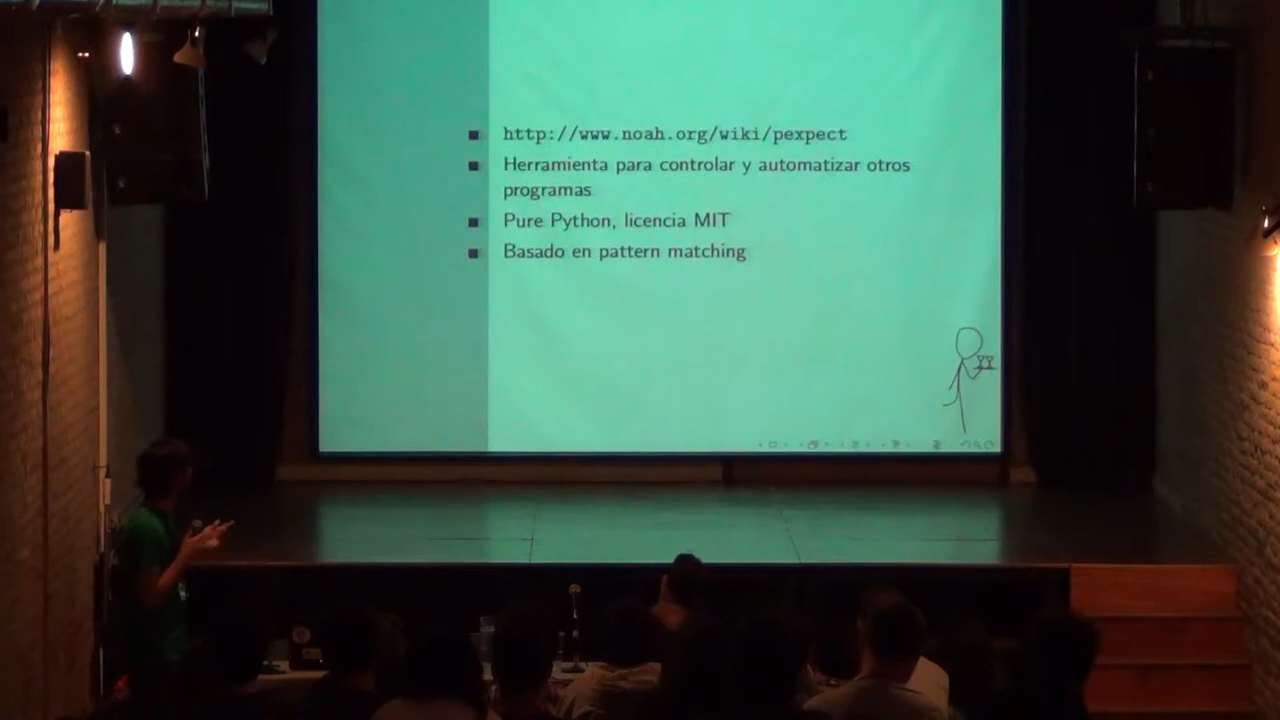 http://www.noah.org/wiki/pexpect
Herramienta para controlar y automatizar otros
programas
Pure Python, licencia MIT
Basado en pattern matching